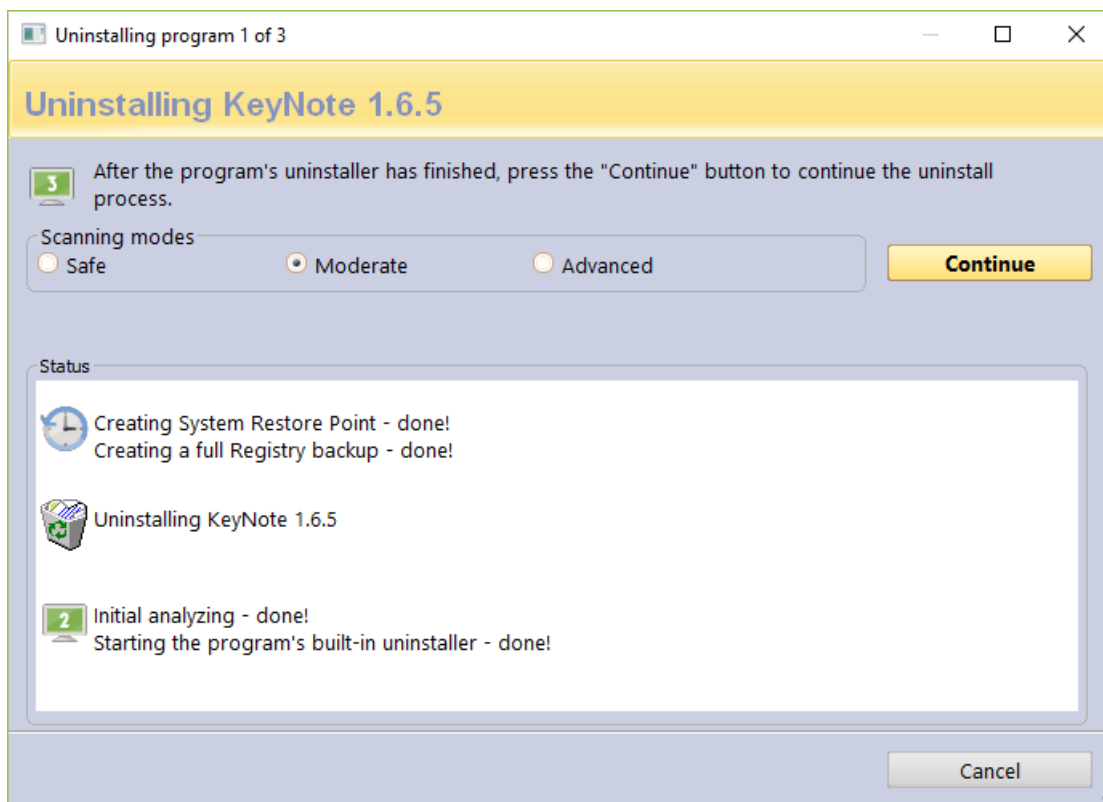 Uninstalling program 1 of 3
Uninstalling KeyNote 1.6.5
3
After the program's uninstaller has finished, press the "Continue" button to continue the uninstall
process.
Scanning modes
Safe
Moderate
Advanced
Continue
Status
Creating System Restore Point - done!
Creating a full Registry backup - done!
Uninstalling KeyNote 1.6.5
2
Initial analyzing - done!
Starting the program's built-in uninstaller - done!
Cancel